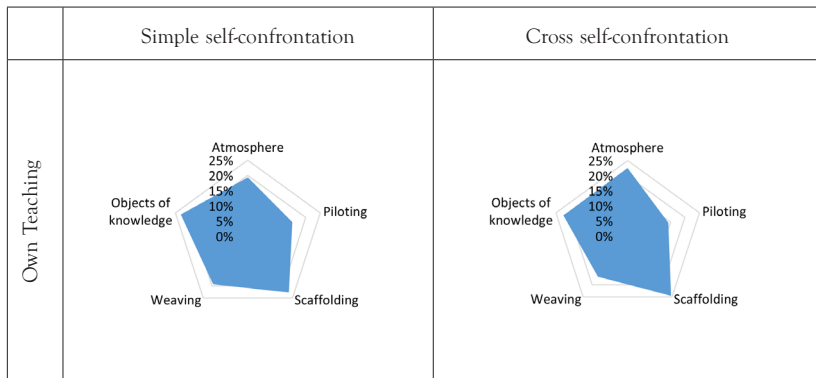 Simple self-confrontation
Cross self-confrontation
Own Teaching
Atmosphere
25%
20%
15%
10%
5%
0%
Piloting
Scaffolding
Weaving
Objects of
knowledge
Atmosphere
25%
20%
15%
10%
5%
0%
Piloting
Scaffolding
Weaving
Objects of
knowledge